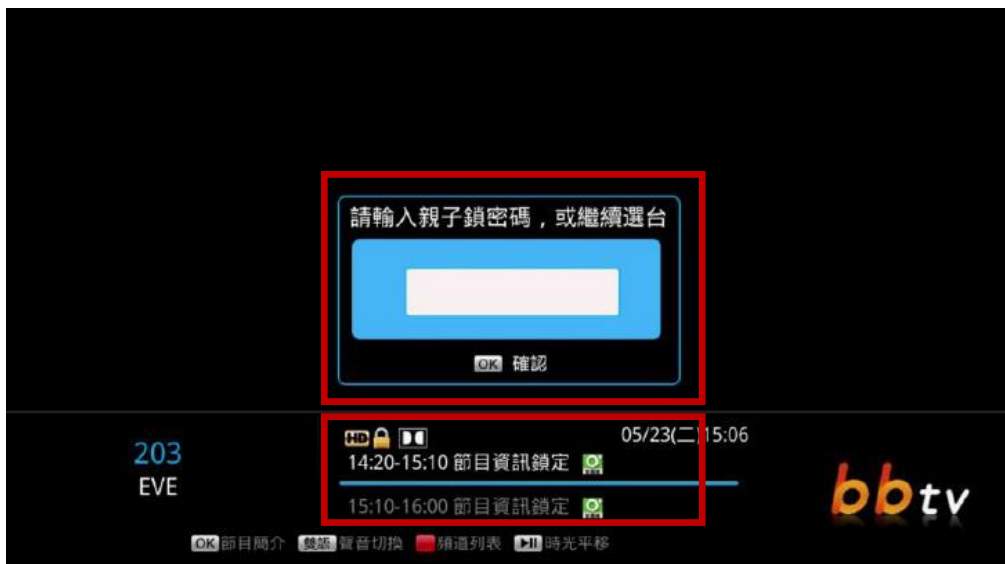 請輸入親子鎖密碼，或繼續選台
OK 確認
203
EVE
HD
05/23(二)15:06
14:20-15:10 節目資訊鎖定
15:10-16:00 節目資訊鎖定
bbtv
OK 節目簡介 雙語 聲音切換 頻道列表 時光平移